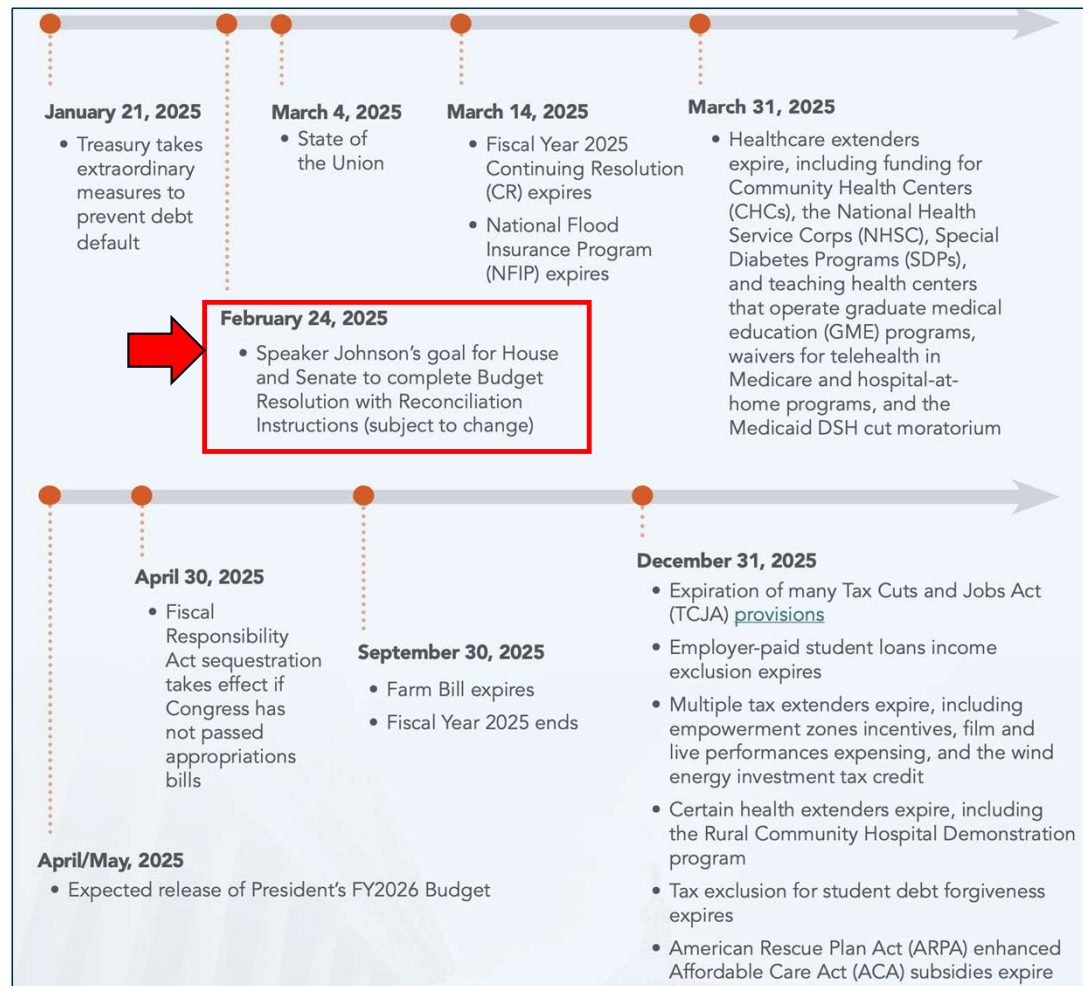 January 21, 2025
• Treasury takes
extraordinary
measures to
prevent debt
default
February 24, 2025
• Speaker Johnson’s goal for House
and Senate to complete Budget
Resolution with Reconciliation
Instructions (subject to change)
March 4, 2025
• State of
the Union
March 14, 2025
• Fiscal Year 2025
Continuing Resolution
(CR) expires
• National Flood
Insurance Program
(NFIP) expires
March 31, 2025
• Healthcare extenders
expire, including funding for
Community Health Centers
(CHCs), the National Health
Service Corps (NHSC), Special
Diabetes Programs (SDPs),
and teaching health centers
that operate graduate medical
education (GME) programs,
waivers for telehealth in
Medicare and hospital-at-
home programs, and the
Medicaid DSH cut moratorium
April/May, 2025
• Expected release of President’s FY2026 Budget
April 30, 2025
• Fiscal
Responsibility
Act sequestration
takes effect if
Congress has
not passed
appropriations
bills
September 30, 2025
• Farm Bill expires
• Fiscal Year 2025 ends
December 31, 2025
• Expiration of many Tax Cuts and Jobs Act
(TCJA) provisions
• Employer-paid student loans income
exclusion expires
• Multiple tax extenders expire, including
empowerment zones incentives, film and
live performances expensing, and the wind
energy investment tax credit
• Certain health extenders expire, including
the Rural Community Hospital Demonstration
program
• Tax exclusion for student debt forgiveness
expires
• American Rescue Plan Act (ARPA) enhanced
Affordable Care Act (ACA) subsidies expire